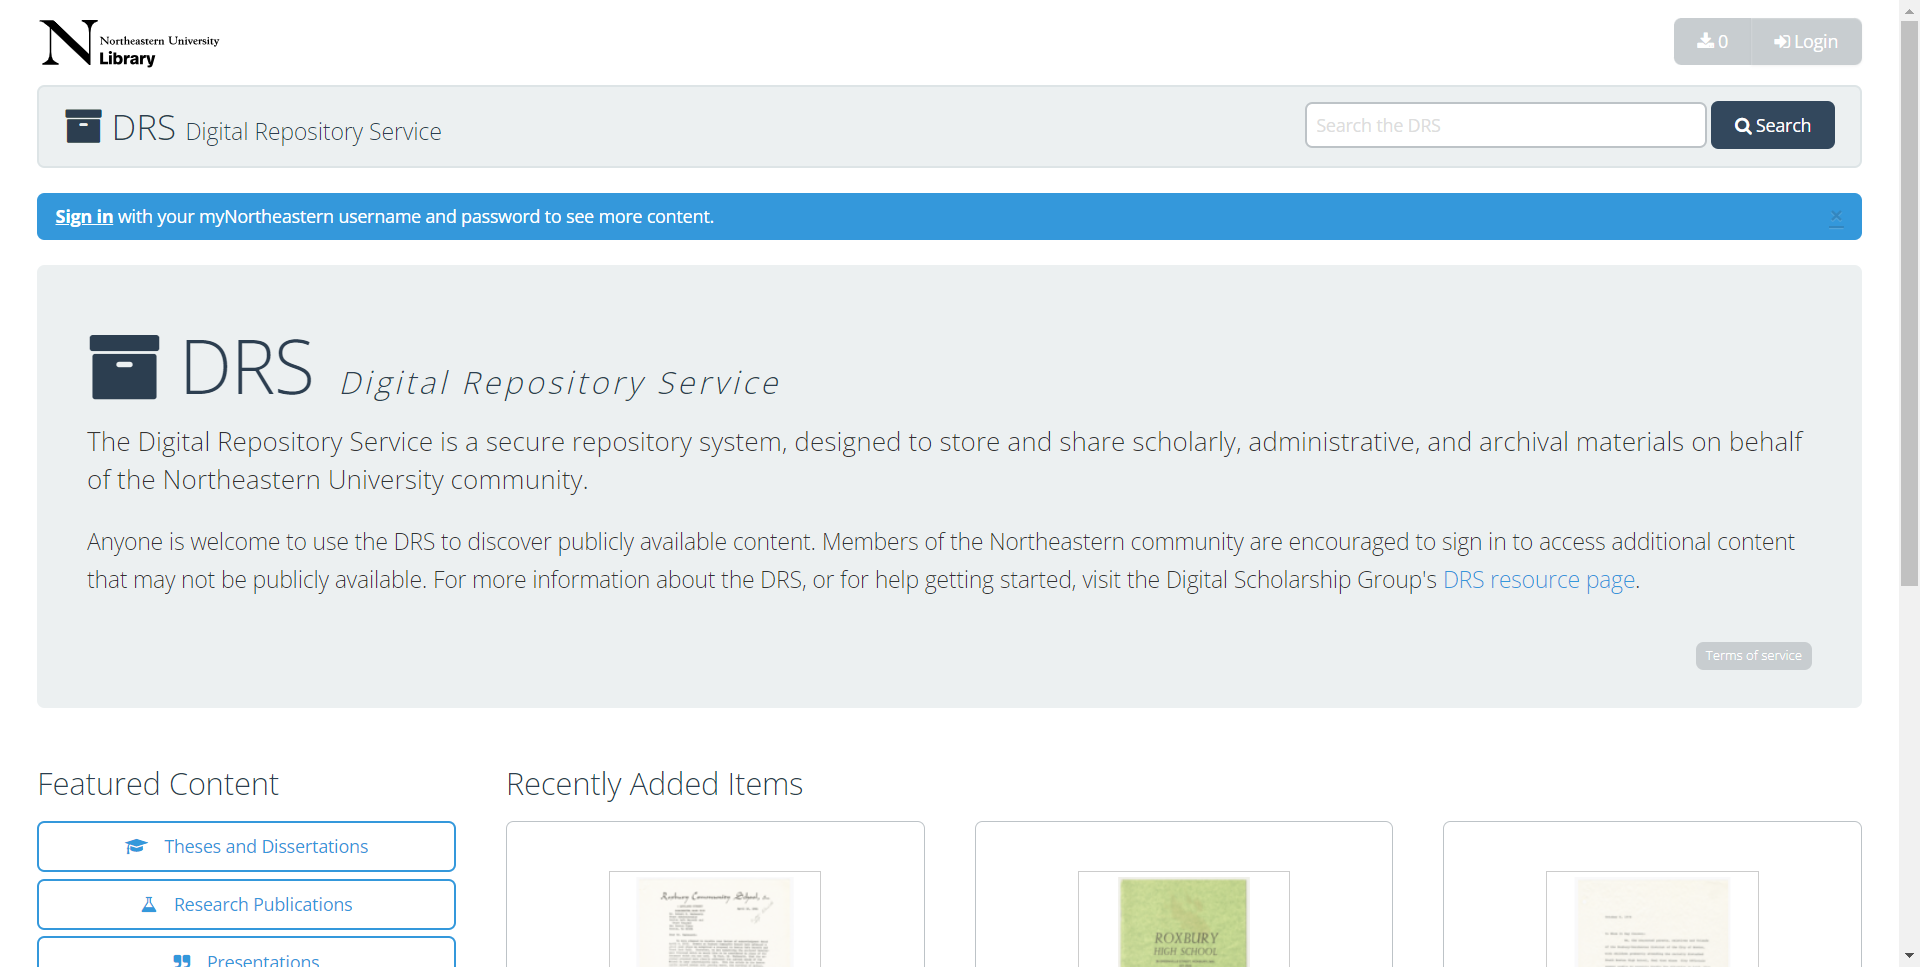 Northeastern University
Library
0
Login
DRS Digital Repository Service
Search the DRS
Search
Sign in with your myNortheastern username and password to see more content.
×
DRS Digital Repository Service
The Digital Repository Service is a secure repository system, designed to store and share scholarly, administrative, and archival materials on behalf
of the Northeastern University community.
Anyone is welcome to use the DRS to discover publicly available content. Members of the Northeastern community are encouraged to sign in to access additional content
that may not be publicly available. For more information about the DRS, or for help getting started, visit the Digital Scholarship Group's DRS resource page.
Terms of service
Featured Content
Theses and Dissertations
Research Publications
Presentations
Recently Added Items
Roxbury Community School, Inc.
ROXBURY
HIGH SCHOOL